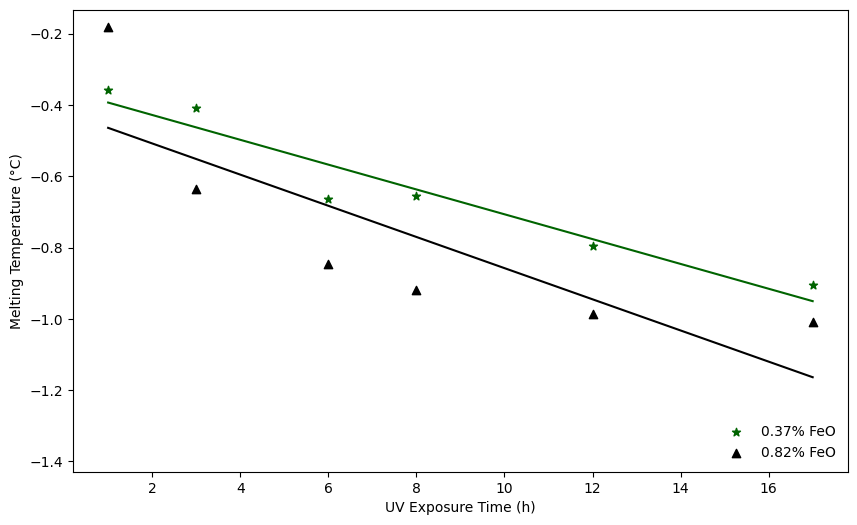 −0.2
−0.4
−0.6
−0.8
−1.0
−1.2
−1.4
Melting Temperature (°C)
2 4 6 8 10 12 14 16
UV Exposure Time (h)
0.37% FeO
0.82% FeO